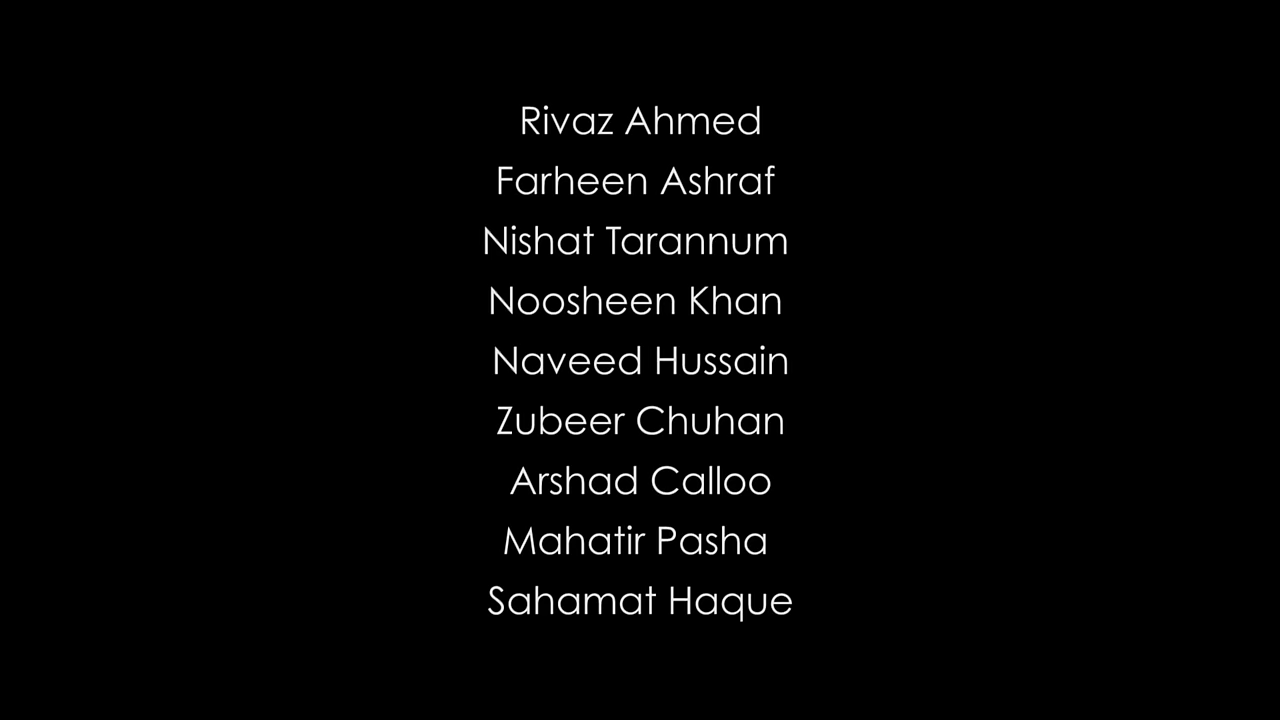 Rivaz Ahmed
Farheen Ashraf
Nishat Tarannum
Noosheen Khan
Naveed Hussain
Zubeer Chuhan
Arshad Calloo
Mahatir Pasha
Sahamat Haque